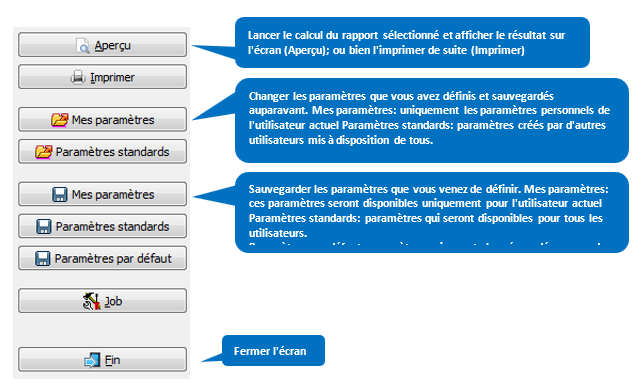 Aperçu
Lancer le calcul du rapport sélectionné et afficher le résultat sur
l'écran (Aperçu); ou bien l'imprimer de suite (Imprimer)
Imprimer
Mes paramètres
Paramètres standards
Changer les paramètres que vous avez définis et sauvegardés
auparavant. Mes paramètres: uniquement les paramètres personnels de
l'utilisateur actuel Paramètres standards: paramètres créés par d'autres
utilisateurs mis à disposition de tous.
Mes paramètres
Paramètres standards
Paramètres par défaut
Sauvegarder les paramètres que vous venez de définir. Mes paramètres:
ces paramètres seront disponibles uniquement pour l'utilisateur actuel
Paramètres standards: paramètres qui seront disponibles pour tous les
utilisateurs.
Job
Fin
Fermer l'écran